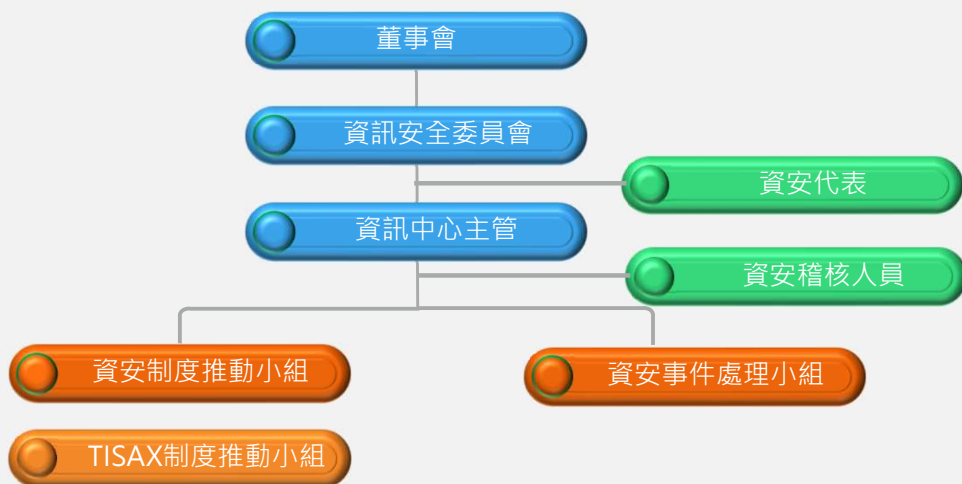 董事會
資訊安全委員會
資安代表
資訊中心主管
資安稽核人員
資安制度推動小組
資安事件處理小組
TISAX制度推動小組